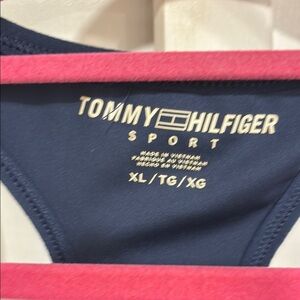 TOMMY HILFIGER
SPORT
MADE IN VIETNAM
FABRIQUÉ AU VIETNAM
HECHO EN VIETNAM
XL / TG / XG